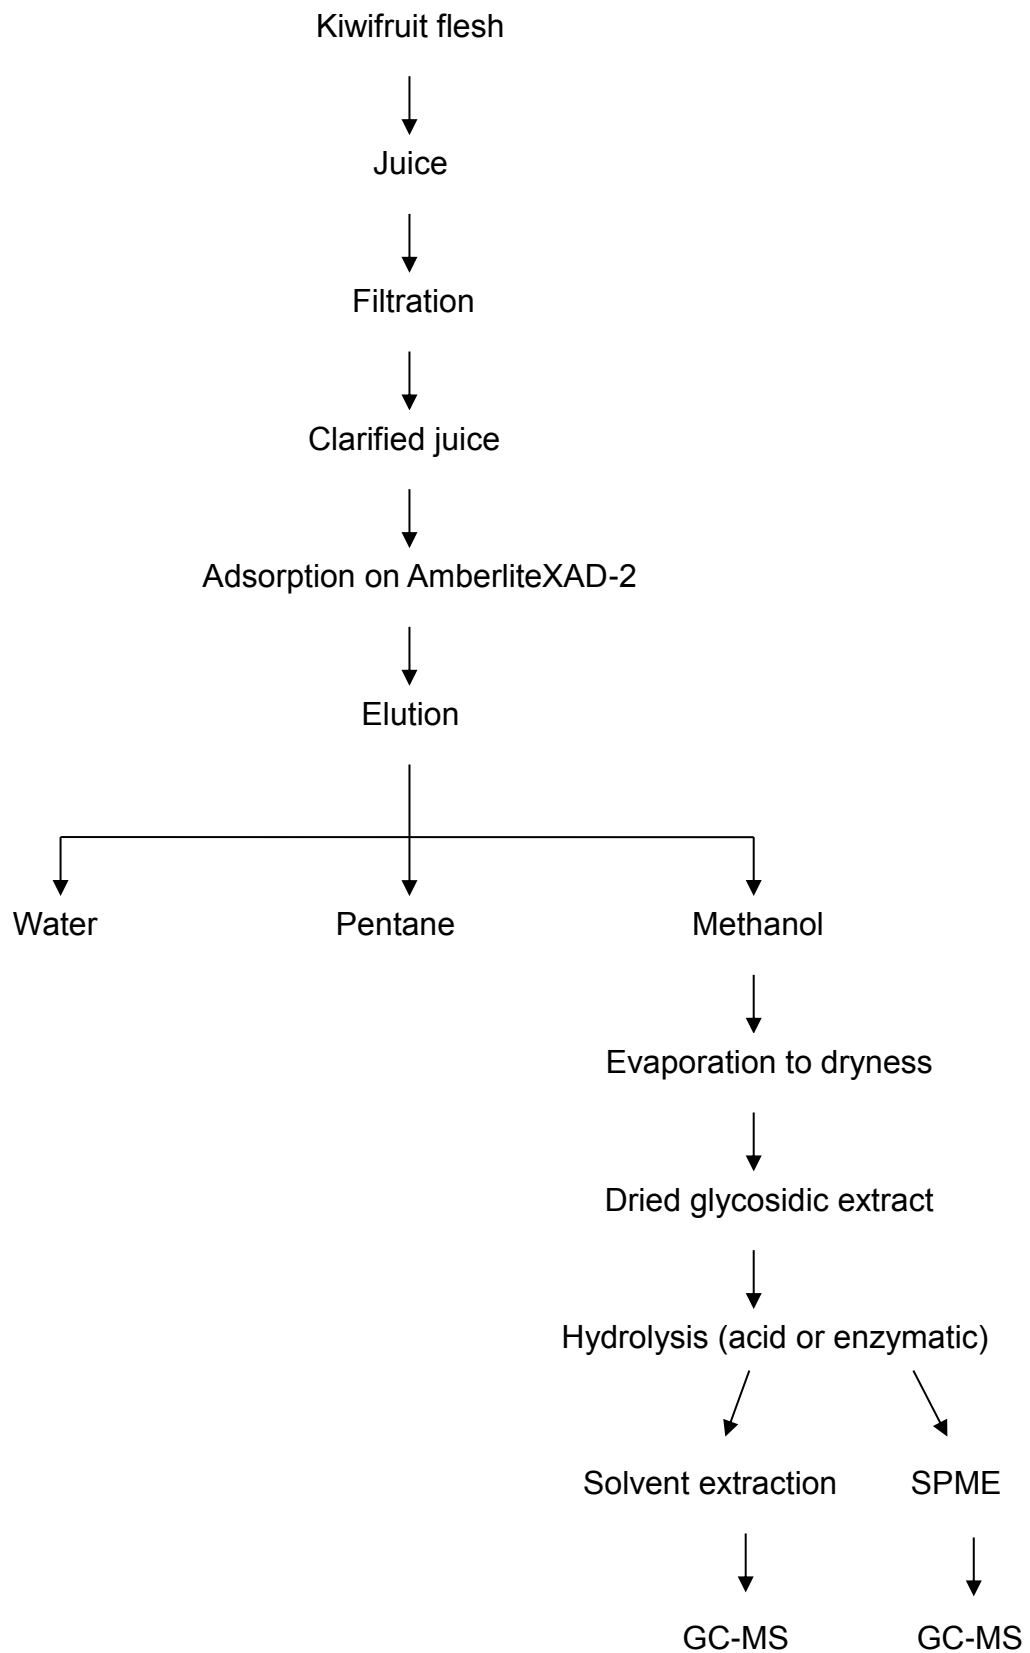 Kiwifruit flesh
Juice
Filtration
Clarified juice
Adsorption on AmberliteXAD-2
Elution
Water Pentane Methanol
Evaporation to dryness
Dried glycosidic extract
Hydrolysis (acid or enzymatic)
Solvent extraction SPME
GC-MS GC-MS